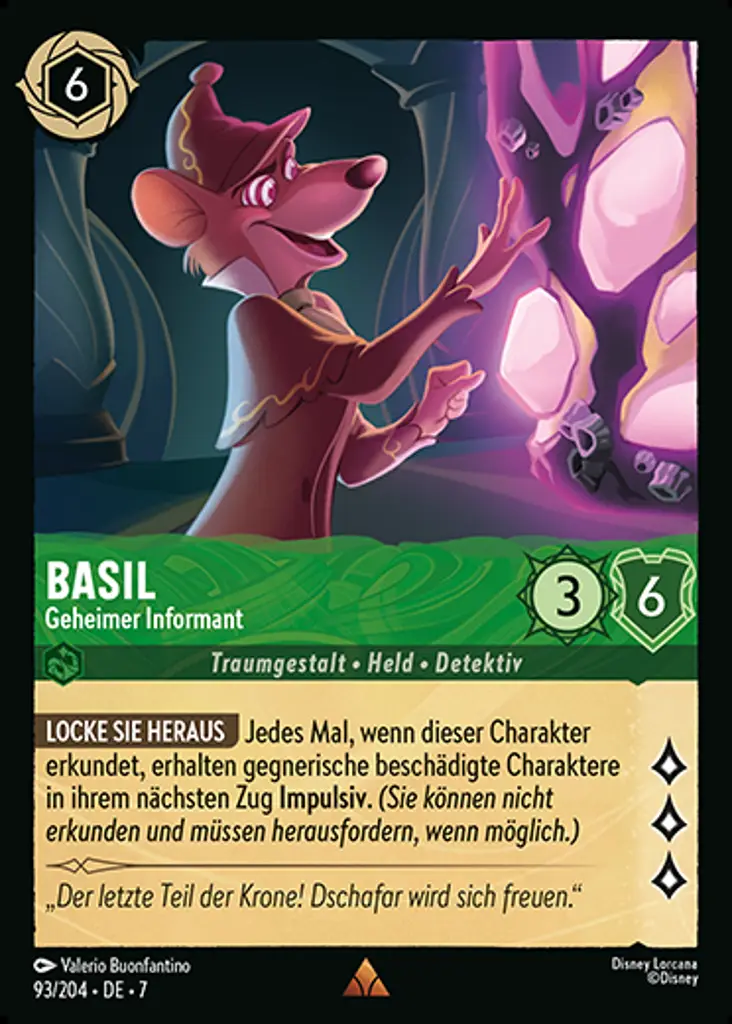 6
BASIL
Geheimer Informant
3
6
Traumgestalt • Held • Detektiv
LOCKE SIE HERAUS Jedes Mal, wenn dieser Charakter
erkundet, erhalten gegnerische beschädigte Charaktere
in ihrem nächsten Zug Impulsiv. (Sie können nicht
erkunden und müssen herausfordern, wenn möglich.)
„Der letzte Teil der Krone! Dschafar wird sich freuen.“
Valerio Buonfantino
93/204 • DE • 7
Disney Lorcana
©Disney